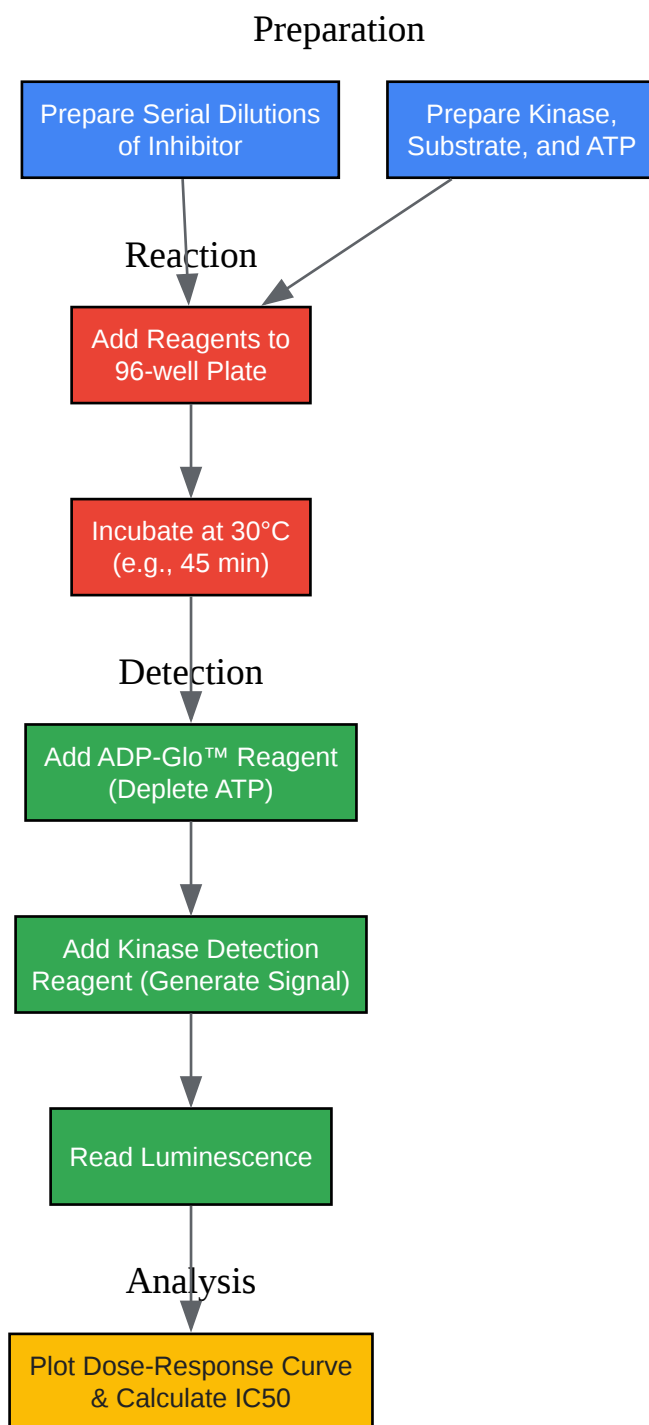 Preparation
Prepare Serial Dilutions
of Inhibitor
Prepare Kinase,
Substrate, and ATP
Reaction
Add Reagents to
96-well Plate
Incubate at 30°C
(e.g., 45 min)
Detection
Add ADP-Glo™ Reagent
(Deplete ATP)
Add Kinase Detection
Reagent (Generate Signal)
Read Luminescence
Analysis
Plot Dose-Response Curve
& Calculate IC50